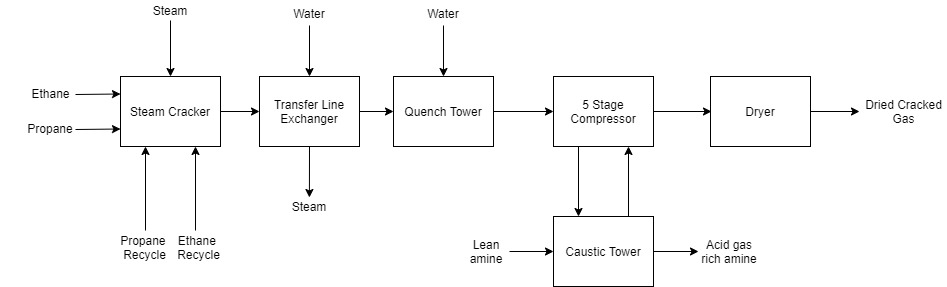 Steam
Water
Water
Ethane
Propane
Steam Cracker
Transfer Line
Exchanger
Quench Tower
5 Stage
Compressor
Dryer
Dried Cracked
Gas
Steam
Propane
Recycle
Ethane
Recycle
Lean
amine
Caustic Tower
Acid gas
rich amine